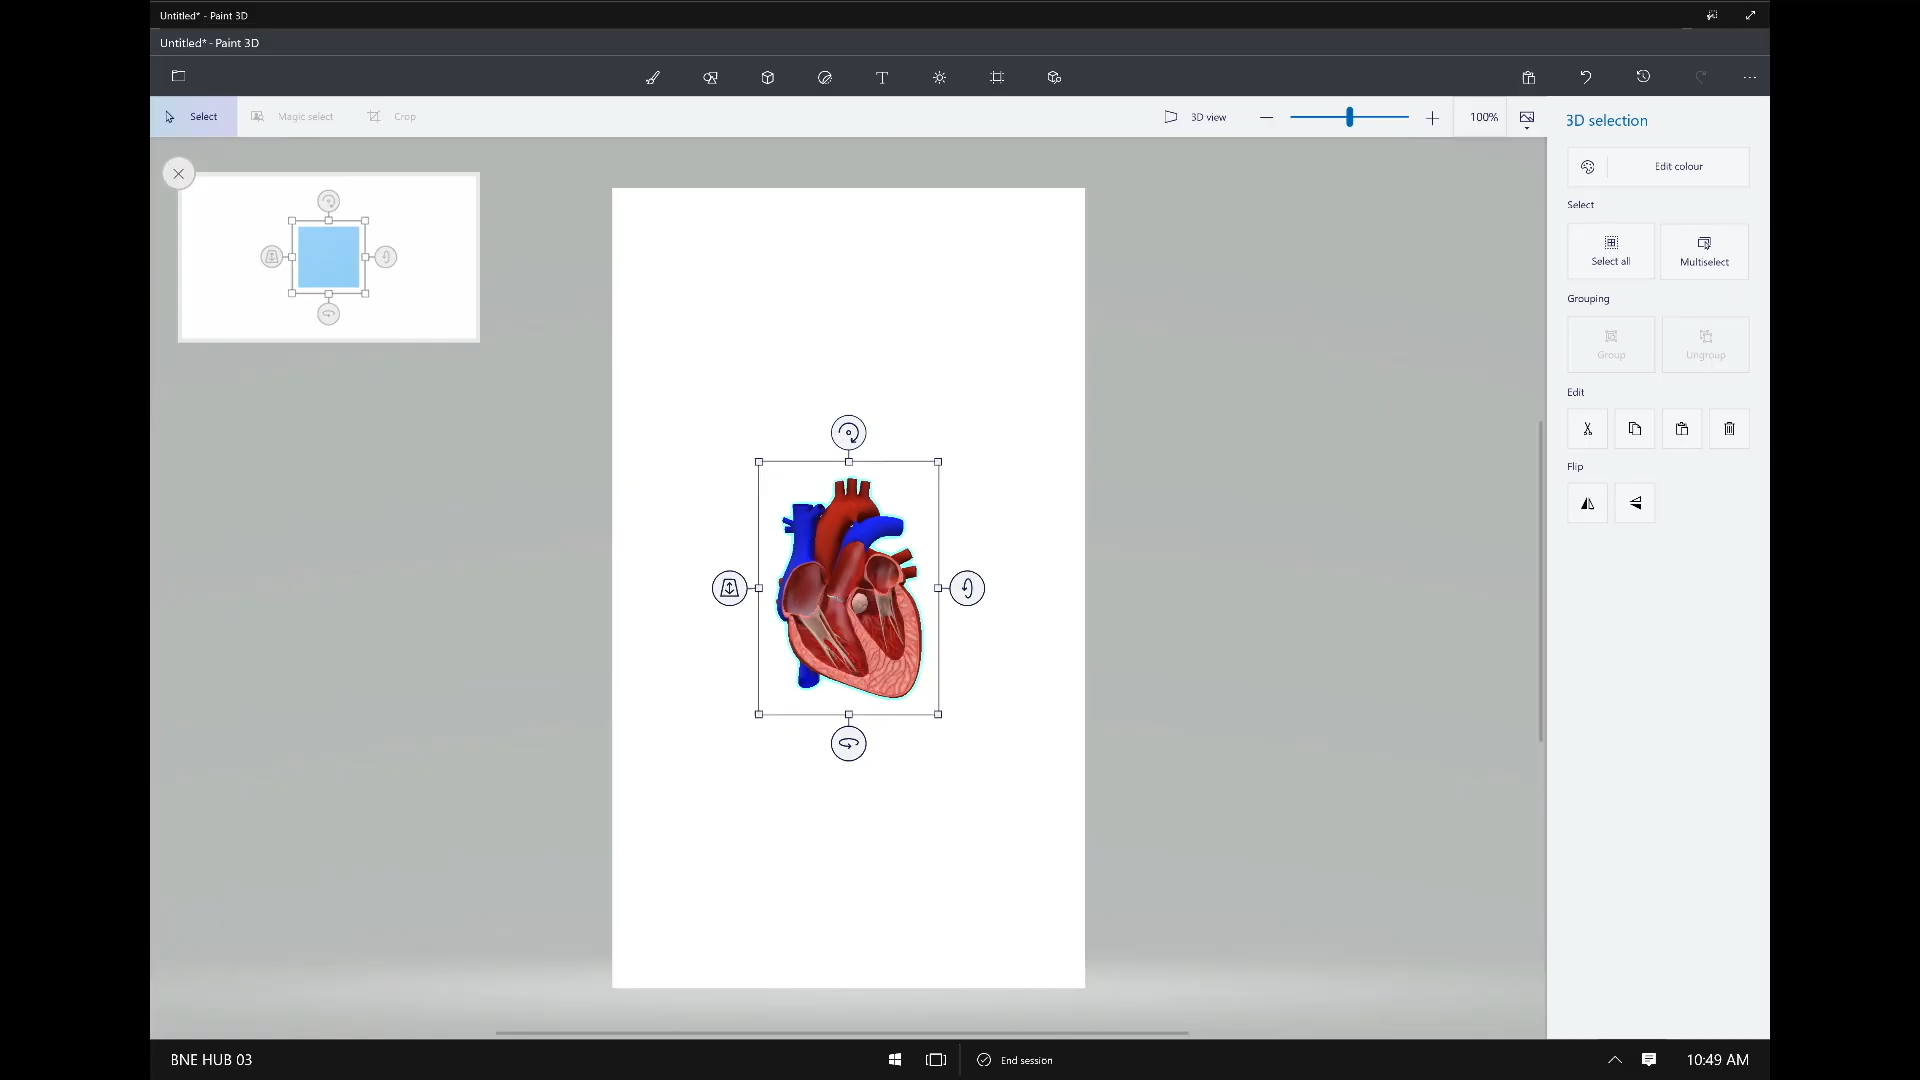 Untitled* - Paint 3D
Untitled* - Paint 3D
Select
Magic select
Crop
3D view
100%
3D selection
Edit colour
Select
Select all
Multiselect
Grouping
Group
Ungroup
Edit
Flip
BNE HUB 03
End session
10:49 AM